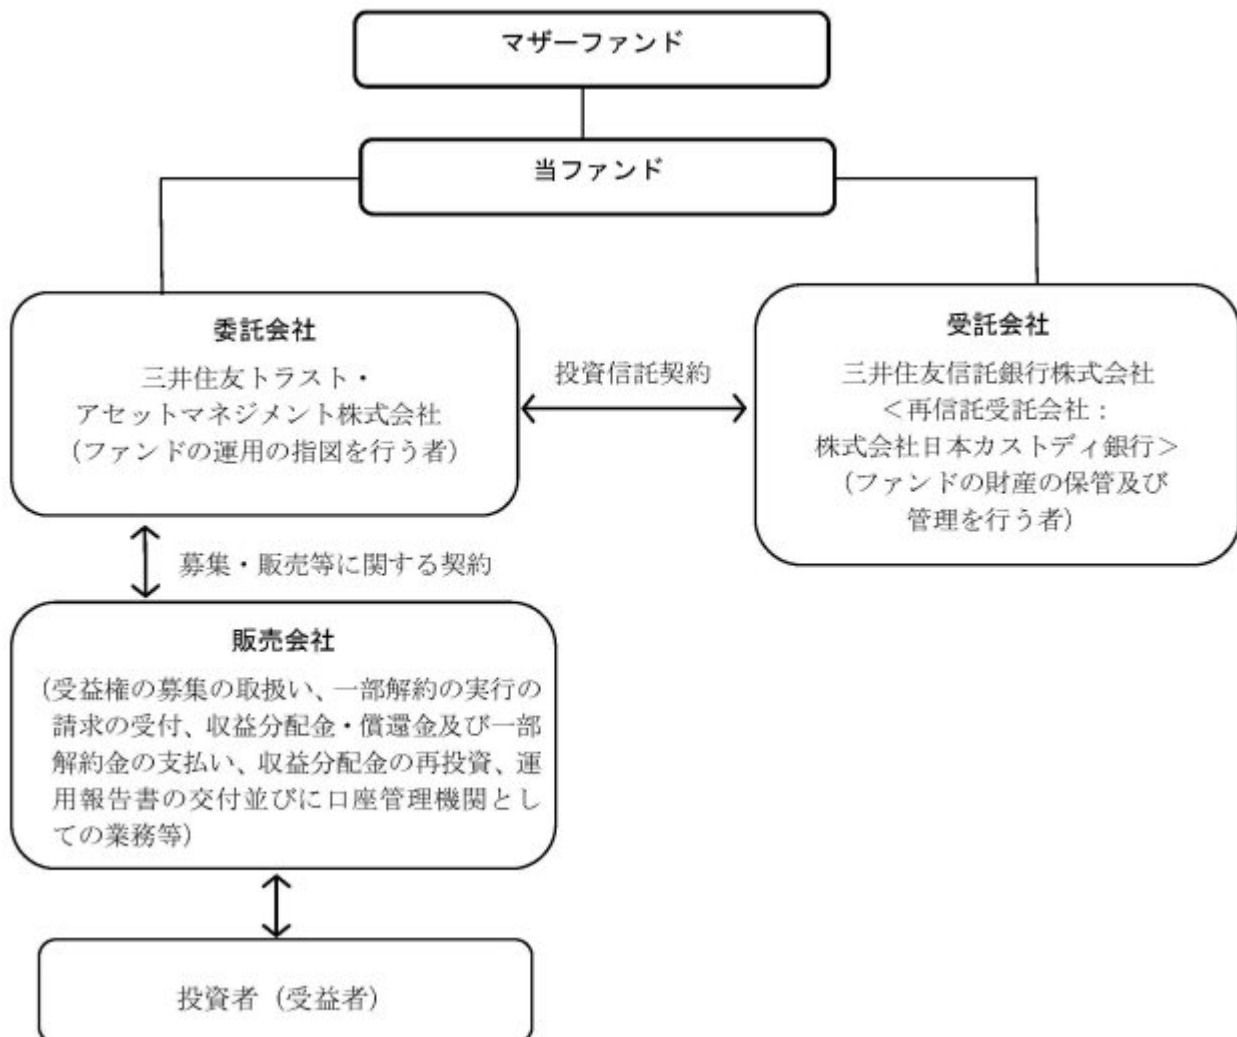 マザーファンド
当ファンド
委託会社
三井住友トラスト・
アセットマネジメント株式会社
(ファンドの運用の指図を行う者)
投資信託契約
受託会社
三井住友信託銀行株式会社
＜再信託受託会社：
株式会社日本カストディ銀行＞
(ファンドの財産の保管及び
管理を行う者)
募集・販売等に関する契約
販売会社
(受益権の募集の取扱い、一部解約の実行の
請求の受付、収益分配金・償還金及び一部
解約金の支払い、収益分配金の再投資、運
用報告書の交付並びに口座管理機関とし
ての業務等)
投資者（受益者）